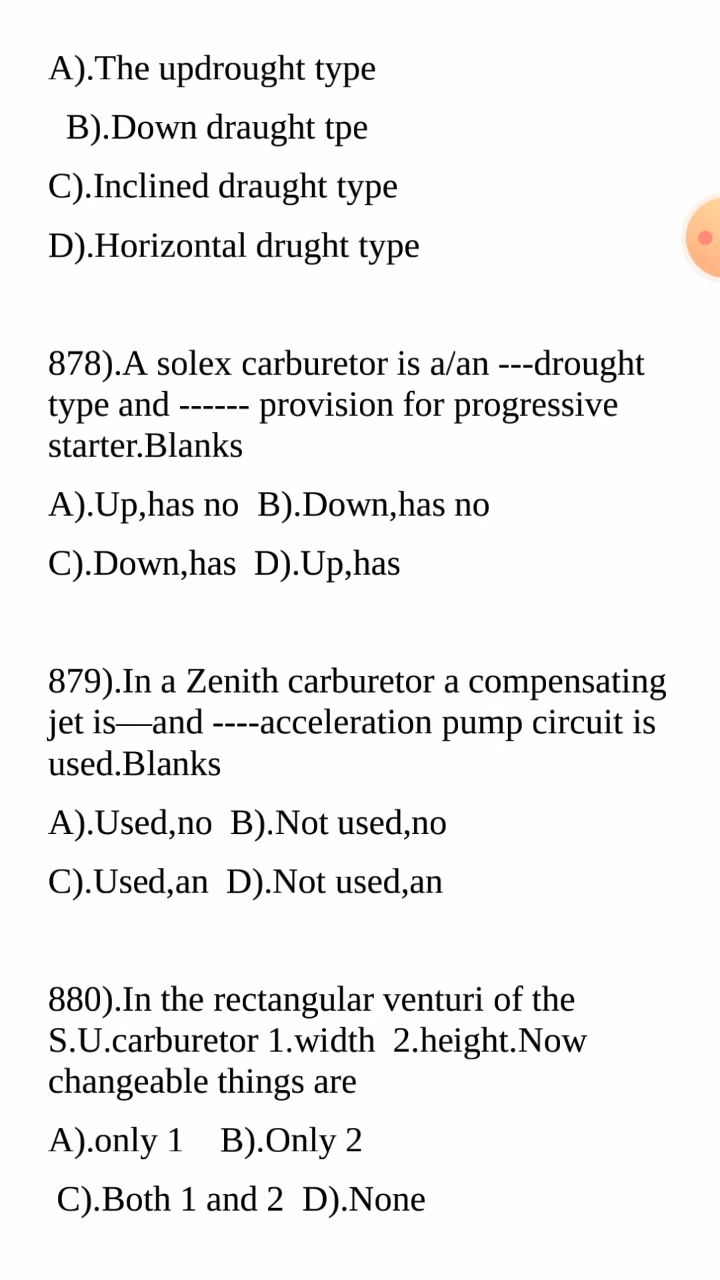 A).The updrought type
B).Down draught tpe
C).Inclined draught type
D).Horizontal drught type
878).A solex carburetor is a/an ---drought
type and ------ provision for progressive
starter.Blanks
A).Up,has no  B).Down,has no
C).Down,has  D).Up,has
879).In a Zenith carburetor a compensating
jet is—and ----acceleration pump circuit is
used.Blanks
A).Used,no  B).Not used,no
C).Used,an  D).Not used,an
880).In the rectangular venturi of the
S.U.carburetor 1.width  2.height.Now
changeable things are
A).only 1    B).Only 2
C).Both 1 and 2  D).None